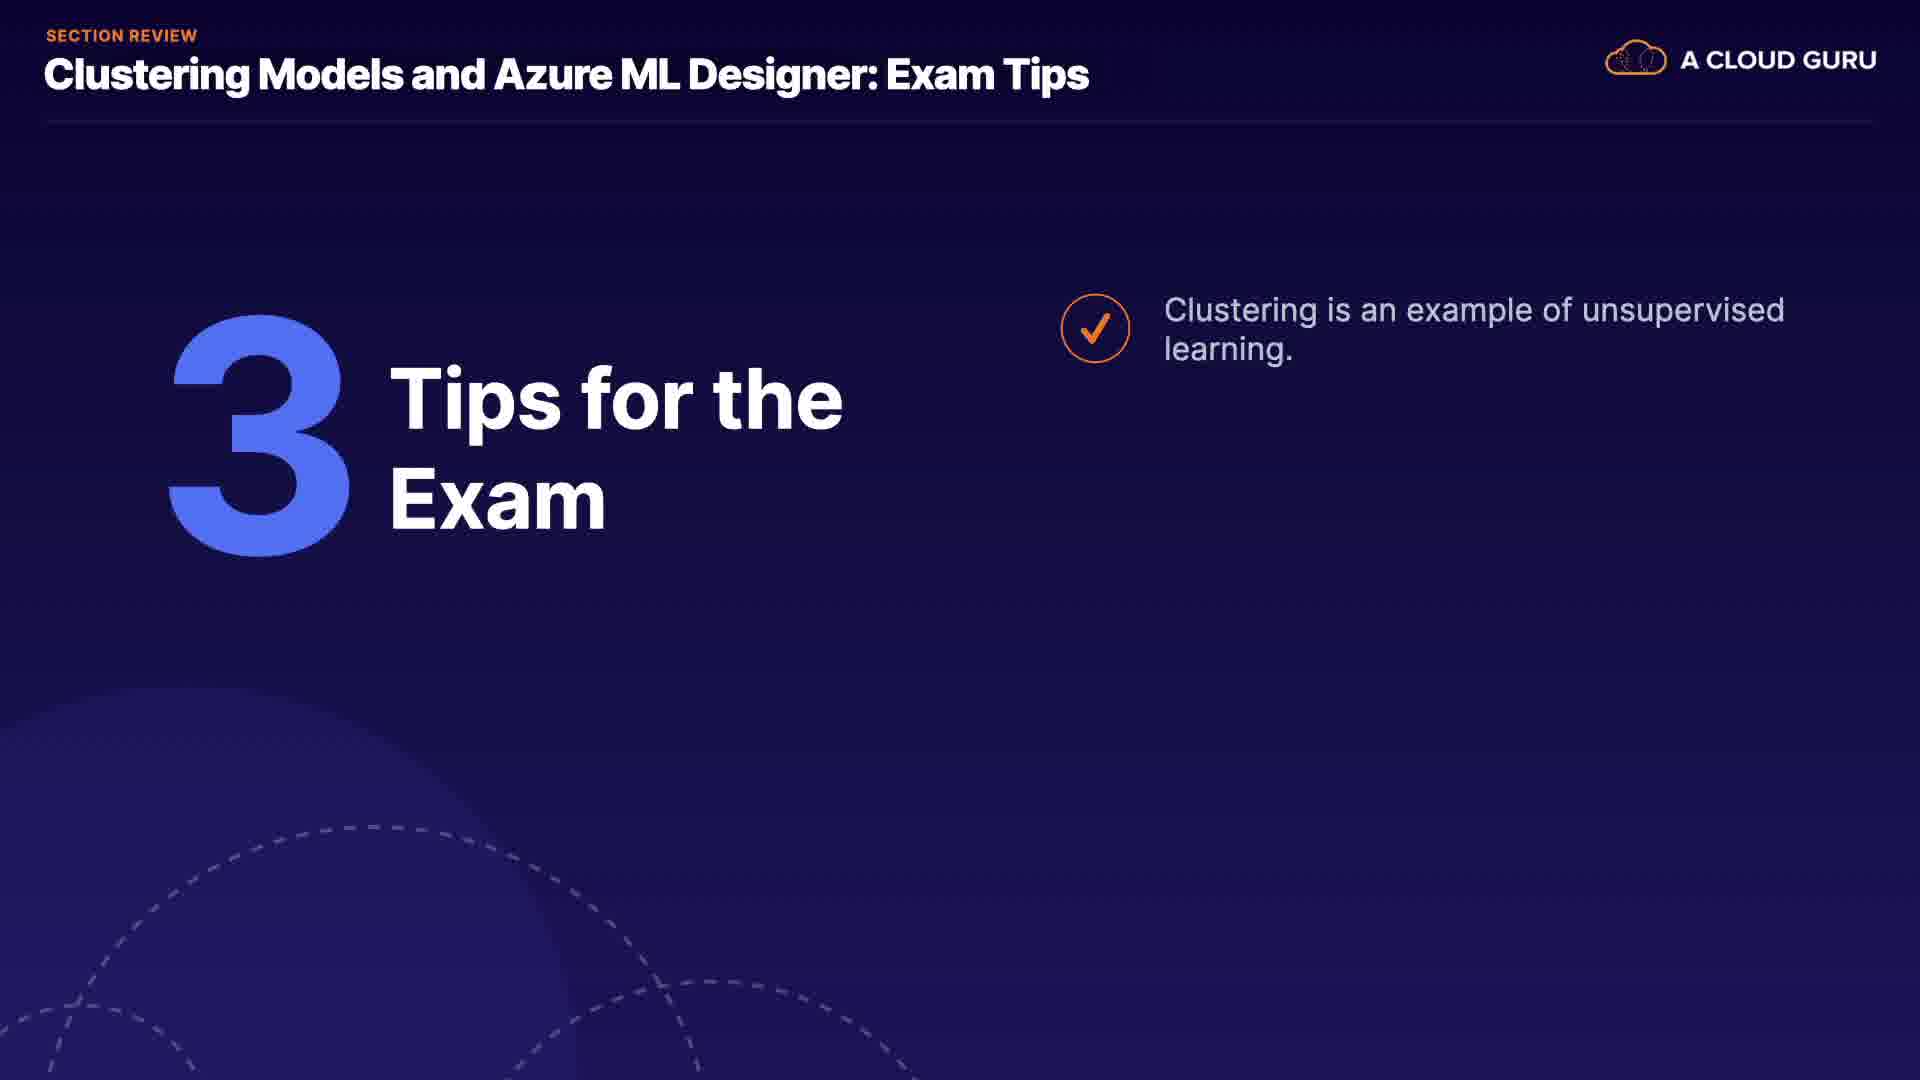 SECTION REVIEW
Clustering Models and Azure ML Designer: Exam Tips
A CLOUD GURU
3
Tips for the
Exam
Clustering is an example of unsupervised
learning.